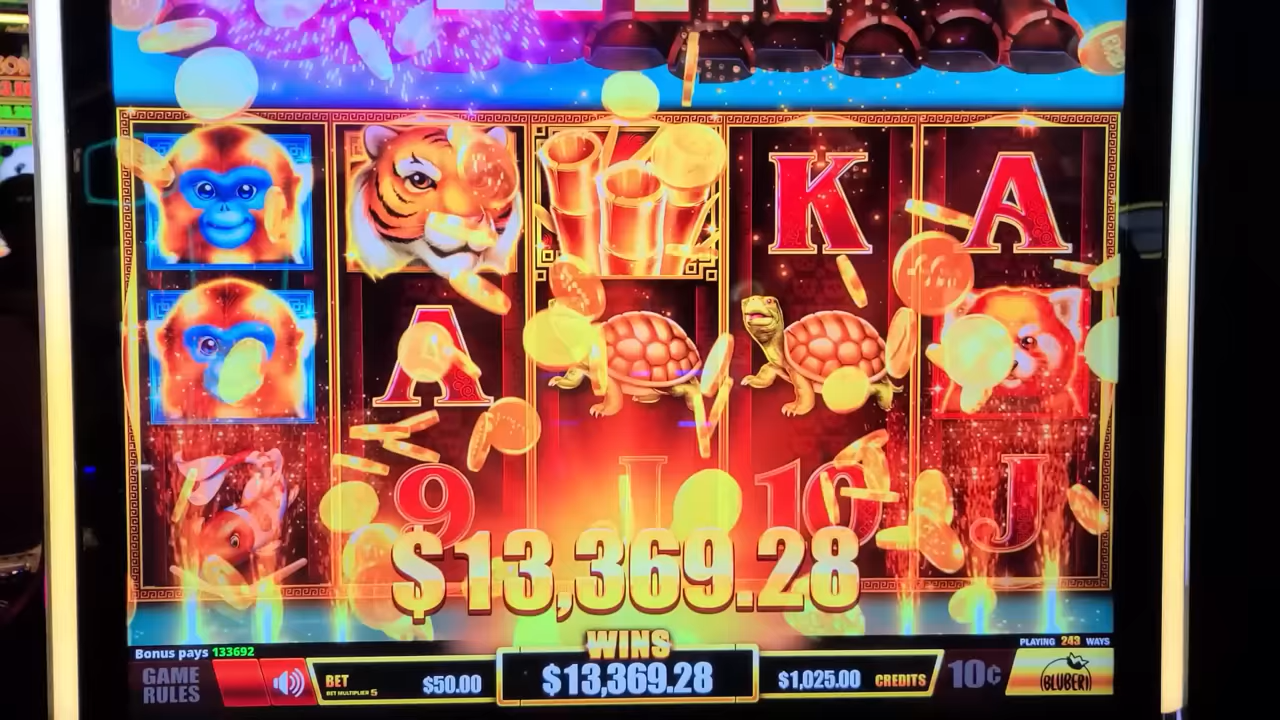 K
A
A
9
J
10
J
$13,369.28
WINS
Bonus pays 133692
PLAYING 243 WAYS
GAME
RULES
BET
BET MULTIPLIER 5
$50.00
$13,369.28
$1,025.00 CREDITS
10¢
BLUBERI